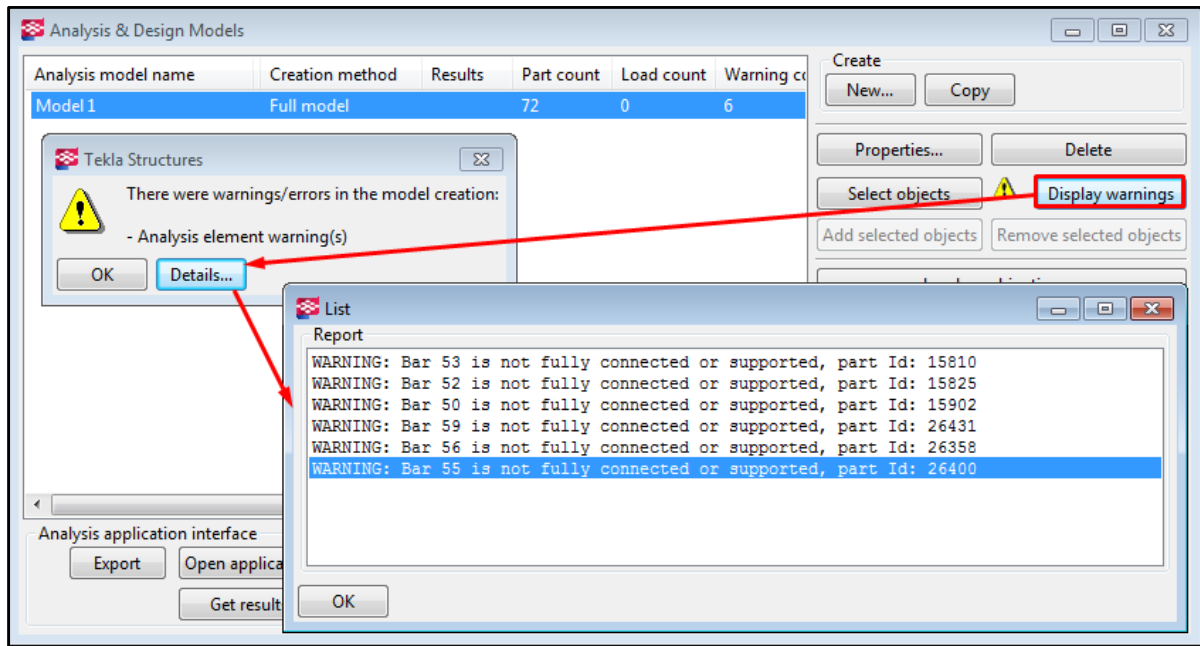 Analysis & Design Models
Analysis model name Creation method Results Part count Load count Warning
Model 1 Full model 72 0 6
Create
New... Copy
Properties... Delete
Select objects Display warnings
Add selected objects Remove selected objects
Tekla Structures
There were warnings/errors in the model creation:
- Analysis element warning(s)
OK Details...
List
Report
WARNING: Bar 53 is not fully connected or supported, part Id: 15810
WARNING: Bar 52 is not fully connected or supported, part Id: 15825
WARNING: Bar 50 is not fully connected or supported, part Id: 15902
WARNING: Bar 59 is not fully connected or supported, part Id: 26431
WARNING: Bar 56 is not fully connected or supported, part Id: 26358
WARNING: Bar 55 is not fully connected or supported, part Id: 26400
OK
Analysis application interface
Export Open applica
Get result